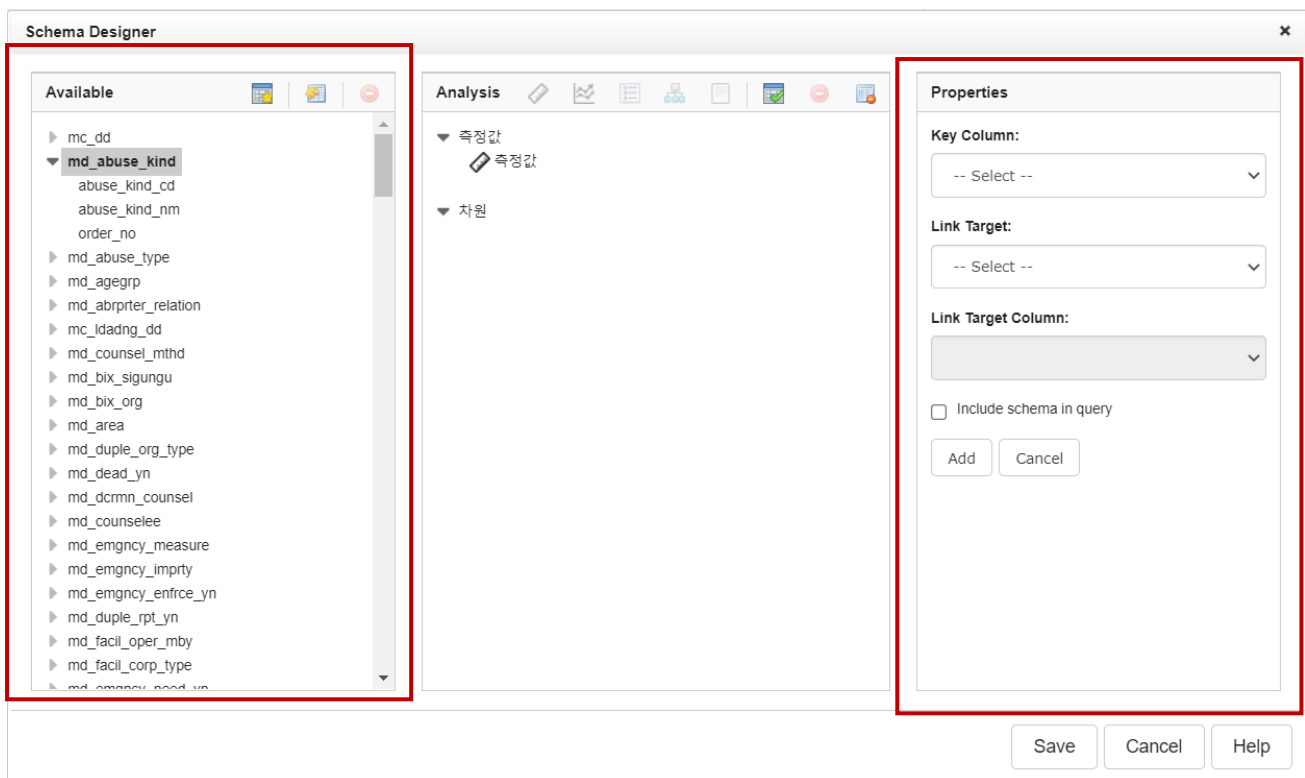 Schema Designer
Available
mc_dd
md_abuse_kind
abuse_kind_cd
abuse_kind_nm
order_no
md_abuse_type
md_agegrp
md_abrprter_relation
mc_ldadng_dd
md_counsel_mthd
md_bix_sigungu
md_bix_org
md_area
md_duple_org_type
md_dead_yn
md_dcrmn_counsel
md_counselee
md_emgncy_measure
md_emgncy_imprty
md_emgncy_enfrce_yn
md_duple_rpt_yn
md_facil_oper_mby
md_facil_corp_type
md_emgncy_need_yn
Analysis
측정값
측정값
차원
Properties
Key Column:
-- Select --
Link Target:
-- Select --
Link Target Column:
Include schema in query
Add Cancel
Save Cancel Help